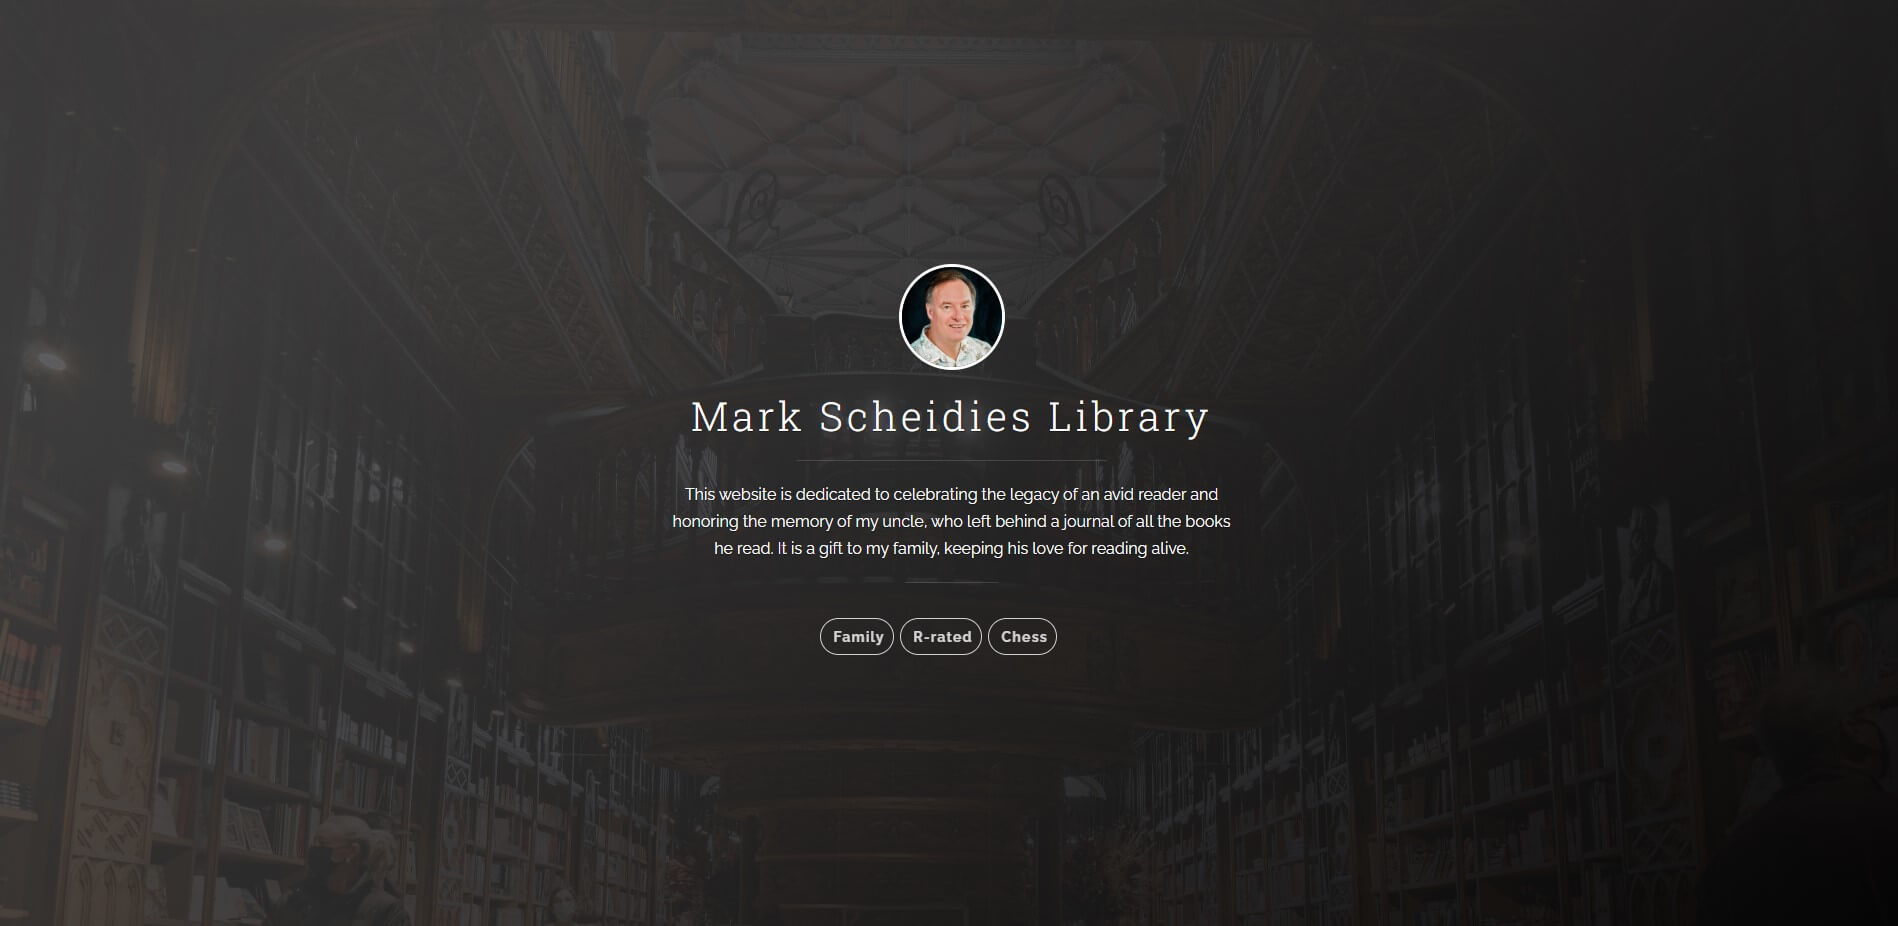 Mark Scheidies Library
This website is dedicated to celebrating the legacy of an avid reader and
honoring the memory of my uncle, who left behind a journal of all the books
he read. It is a gift to my family, keeping his love for reading alive.
Family R-rated Chess